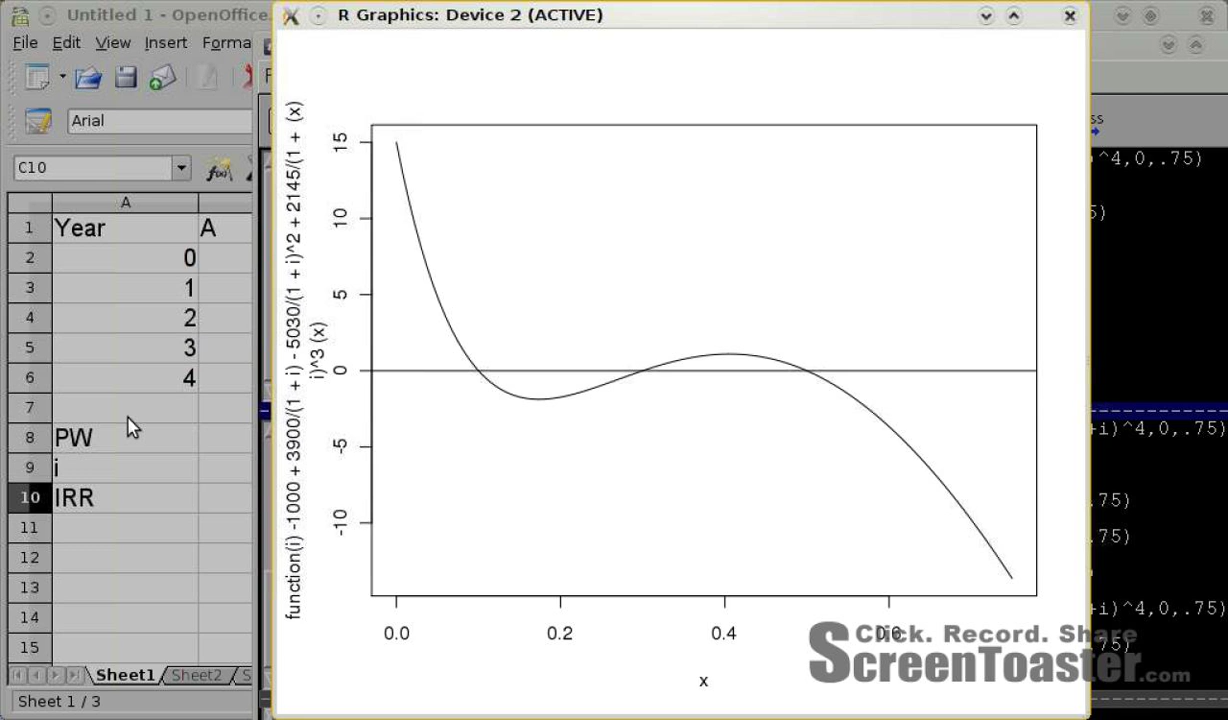 Untitled 1 - OpenOffice.
R Graphics: Device 2 (ACTIVE)
File Edit View Insert Forma
Arial
ss
C10
^4,0,.75)
A
1 Year A
2 0
3 1
4 2
5 3
6 4
7
8 PW
9 i
10 IRR
11
12
13
14
15
5)
function(i) -1000 + 3900/(1 + i) - 5030/(1 + i)^2 + 2145/(1 + (x)
i)^3 (x)
15
10
5
0
-5
-10
0.0 0.2 0.4 0.6
x
+i)^4,0,.75)
.75)
.75)
+i)^4,0,.75)
.75)
Click. Record. Share
ScreenToaster.com
Sheet1 Sheet2 S
Sheet 1 / 3